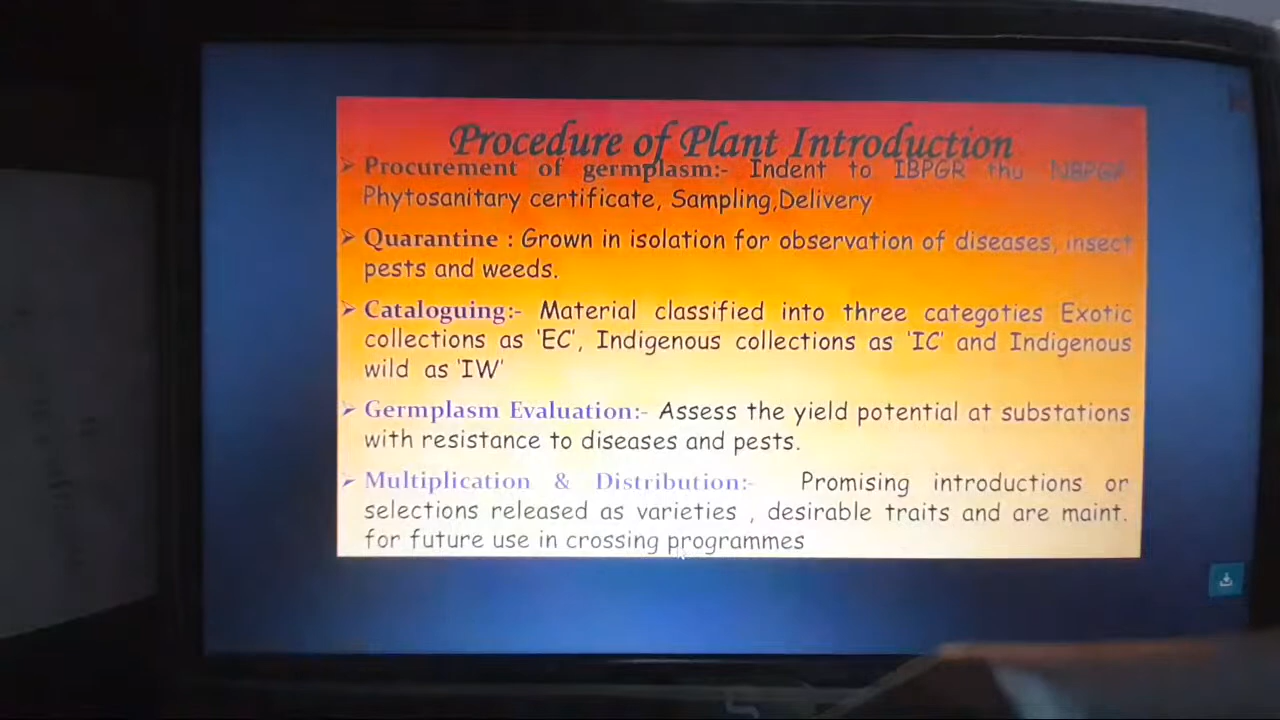 Procedure of Plant Introduction
➢ Procurement of germplasm:- Indent to IBPGR thu NBPGR
Phytosanitary certificate, Sampling,Delivery
➢ Quarantine : Grown in isolation for observation of diseases, insect
pests and weeds.
➢ Cataloguing:- Material classified into three categoties Exotic
collections as 'EC', Indigenous collections as 'IC' and Indigenous
wild as 'IW'
➢ Germplasm Evaluation:- Assess the yield potential at substations
with resistance to diseases and pests.
➢ Multiplication & Distribution:- Promising introductions or
selections released as varieties , desirable traits and are maint.
for future use in crossing programmes